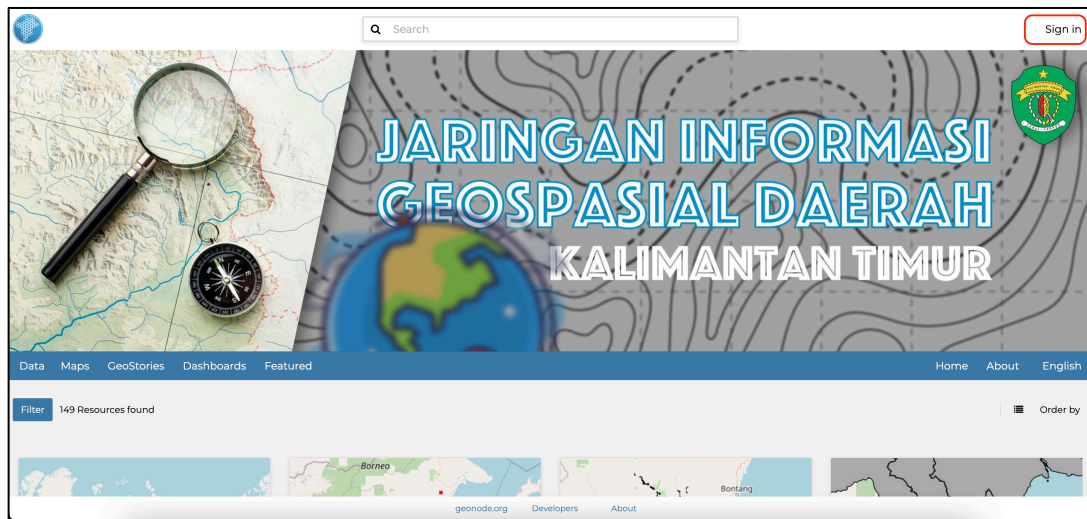 Search
Sign in
JARINGAN INFORMASI
GEOSPASIAL DAERAH
KALIMANTAN TIMUR
Data Maps GeoStories Dashboards Featured Home About English
Filter 149 Resources found Order by
Borneo
Bontang
geonode.org Developers About